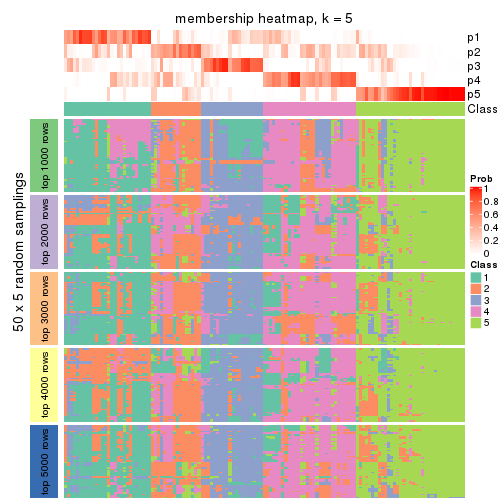 membership heatmap, k = 5
p1
p2
p3
p4
p5
Class
50 x 5 random samplings
top 1000 rows
top 2000 rows
top 3000 rows
top 4000 rows
top 5000 rows
Prob
1
0.8
0.6
0.4
0.2
0
Class
1
2
3
4
5